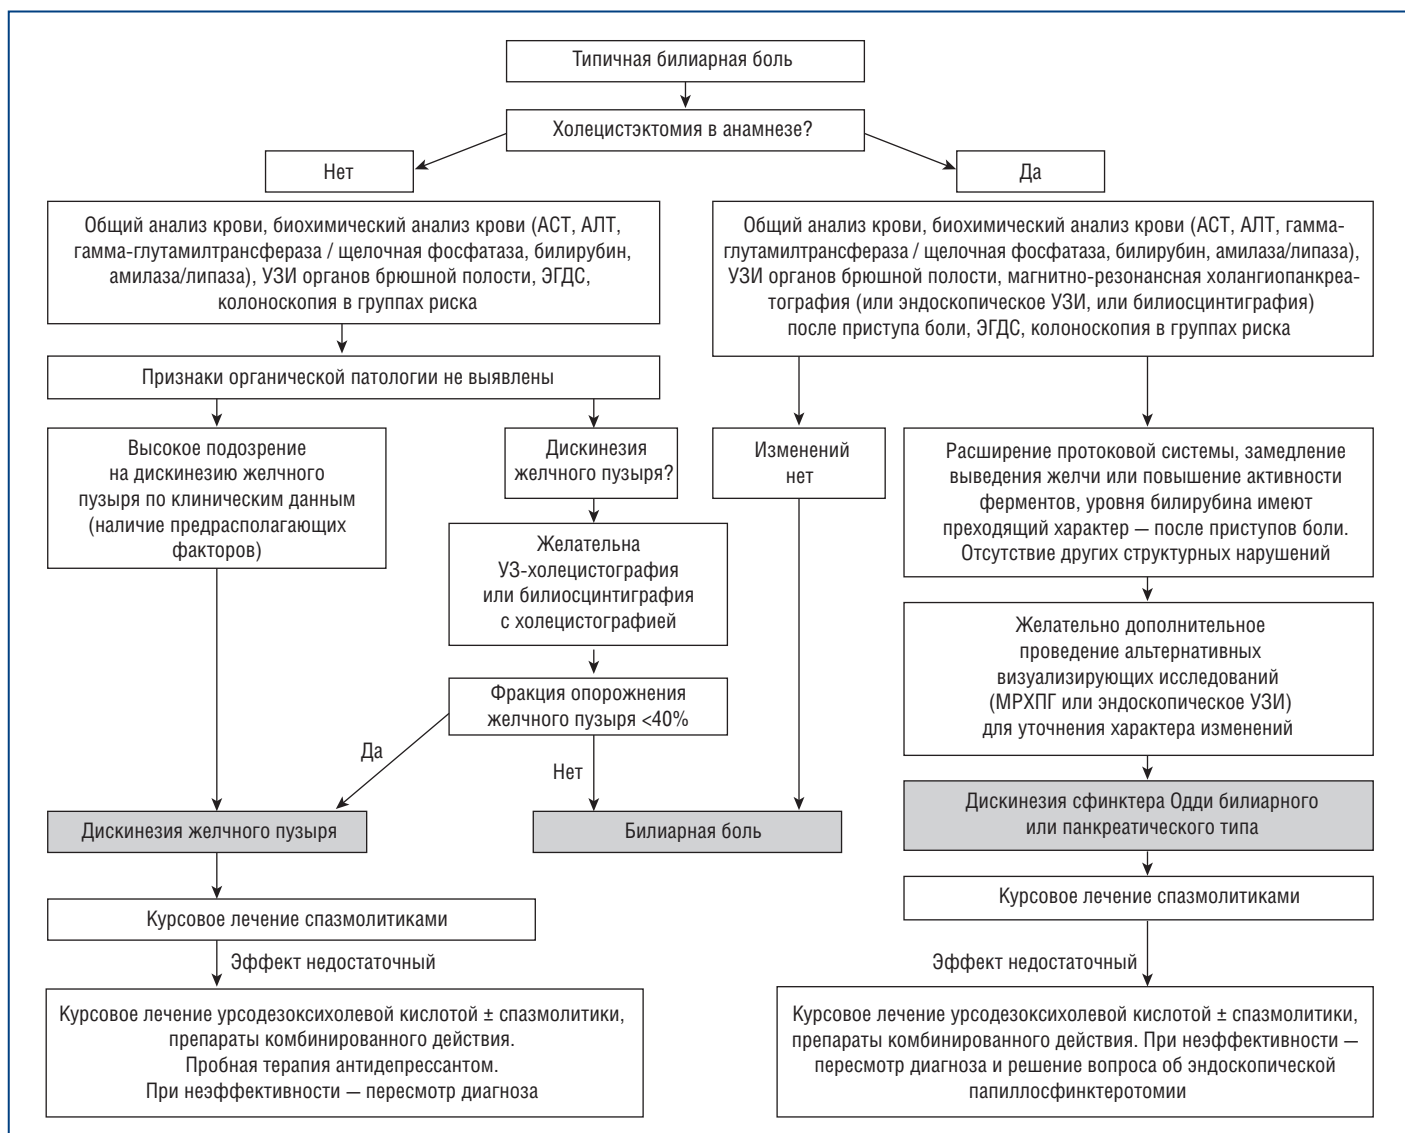 Типичная билиарная боль
Холецистэктомия в анамнезе?
Нет
Да
Общий анализ крови, биохимический анализ крови (АСТ, АЛТ,
гамма-глутамилтрансфераза / щелочная фосфатаза, билирубин,
амилаза/липаза), УЗИ органов брюшной полости, ЭГДС,
колоноскопия в группах риска
Общий анализ крови, биохимический анализ крови (АСТ, АЛТ, гамма-
глутамилтрансфераза / щелочная фосфатаза, билирубин, амилаза/липаза),
УЗИ органов брюшной полости, магнитно-резонансная холангиопанкреа-
тография (или эндоскопическое УЗИ, или билиосцинтиграфия)
после приступа боли, ЭГДС, колоноскопия в группах риска
Признаки органической патологии не выявлены
Высокое подозрение
на дискинезию желчного
пузыря по клиническим данным
(наличие предрасполагающих
факторов)
Дискинезия
желчного пузыря?
Изменений
нет
Расширение протоковой системы, замедление
выведения желчи или повышение активности
ферментов, уровня билирубина имеют
преходящий характер — после приступов боли.
Отсутствие других структурных нарушений
Желательна
УЗ-холецистография
или билиосцинтиграфия
с холецистографией
Желательно дополнительное
проведение альтернативных
визуализирующих исследований
(МРХПГ или эндоскопическое УЗИ)
для уточнения характера изменений
Фракция опорожнения
желчного пузыря <40%
Да
Нет
Дискинезия желчного пузыря
Билиарная боль
Дискинезия сфинктера Одди билиарного
или панкреатического типа
Курсовое лечение спазмолитиками
Курсовое лечение спазмолитиками
Эффект недостаточный
Эффект недостаточный
Курсовое лечение урсодезоксихолевой кислотой ± спазмолитики,
препараты комбинированного действия.
Пробная терапия антидепрессантом.
При неэффективности — пересмотр диагноза
Курсовое лечение урсодезоксихолевой кислотой ± спазмолитики,
препараты комбинированного действия. При неэффективности —
пересмотр диагноза и решение вопроса об эндоскопической
папиллосфинктеротомии